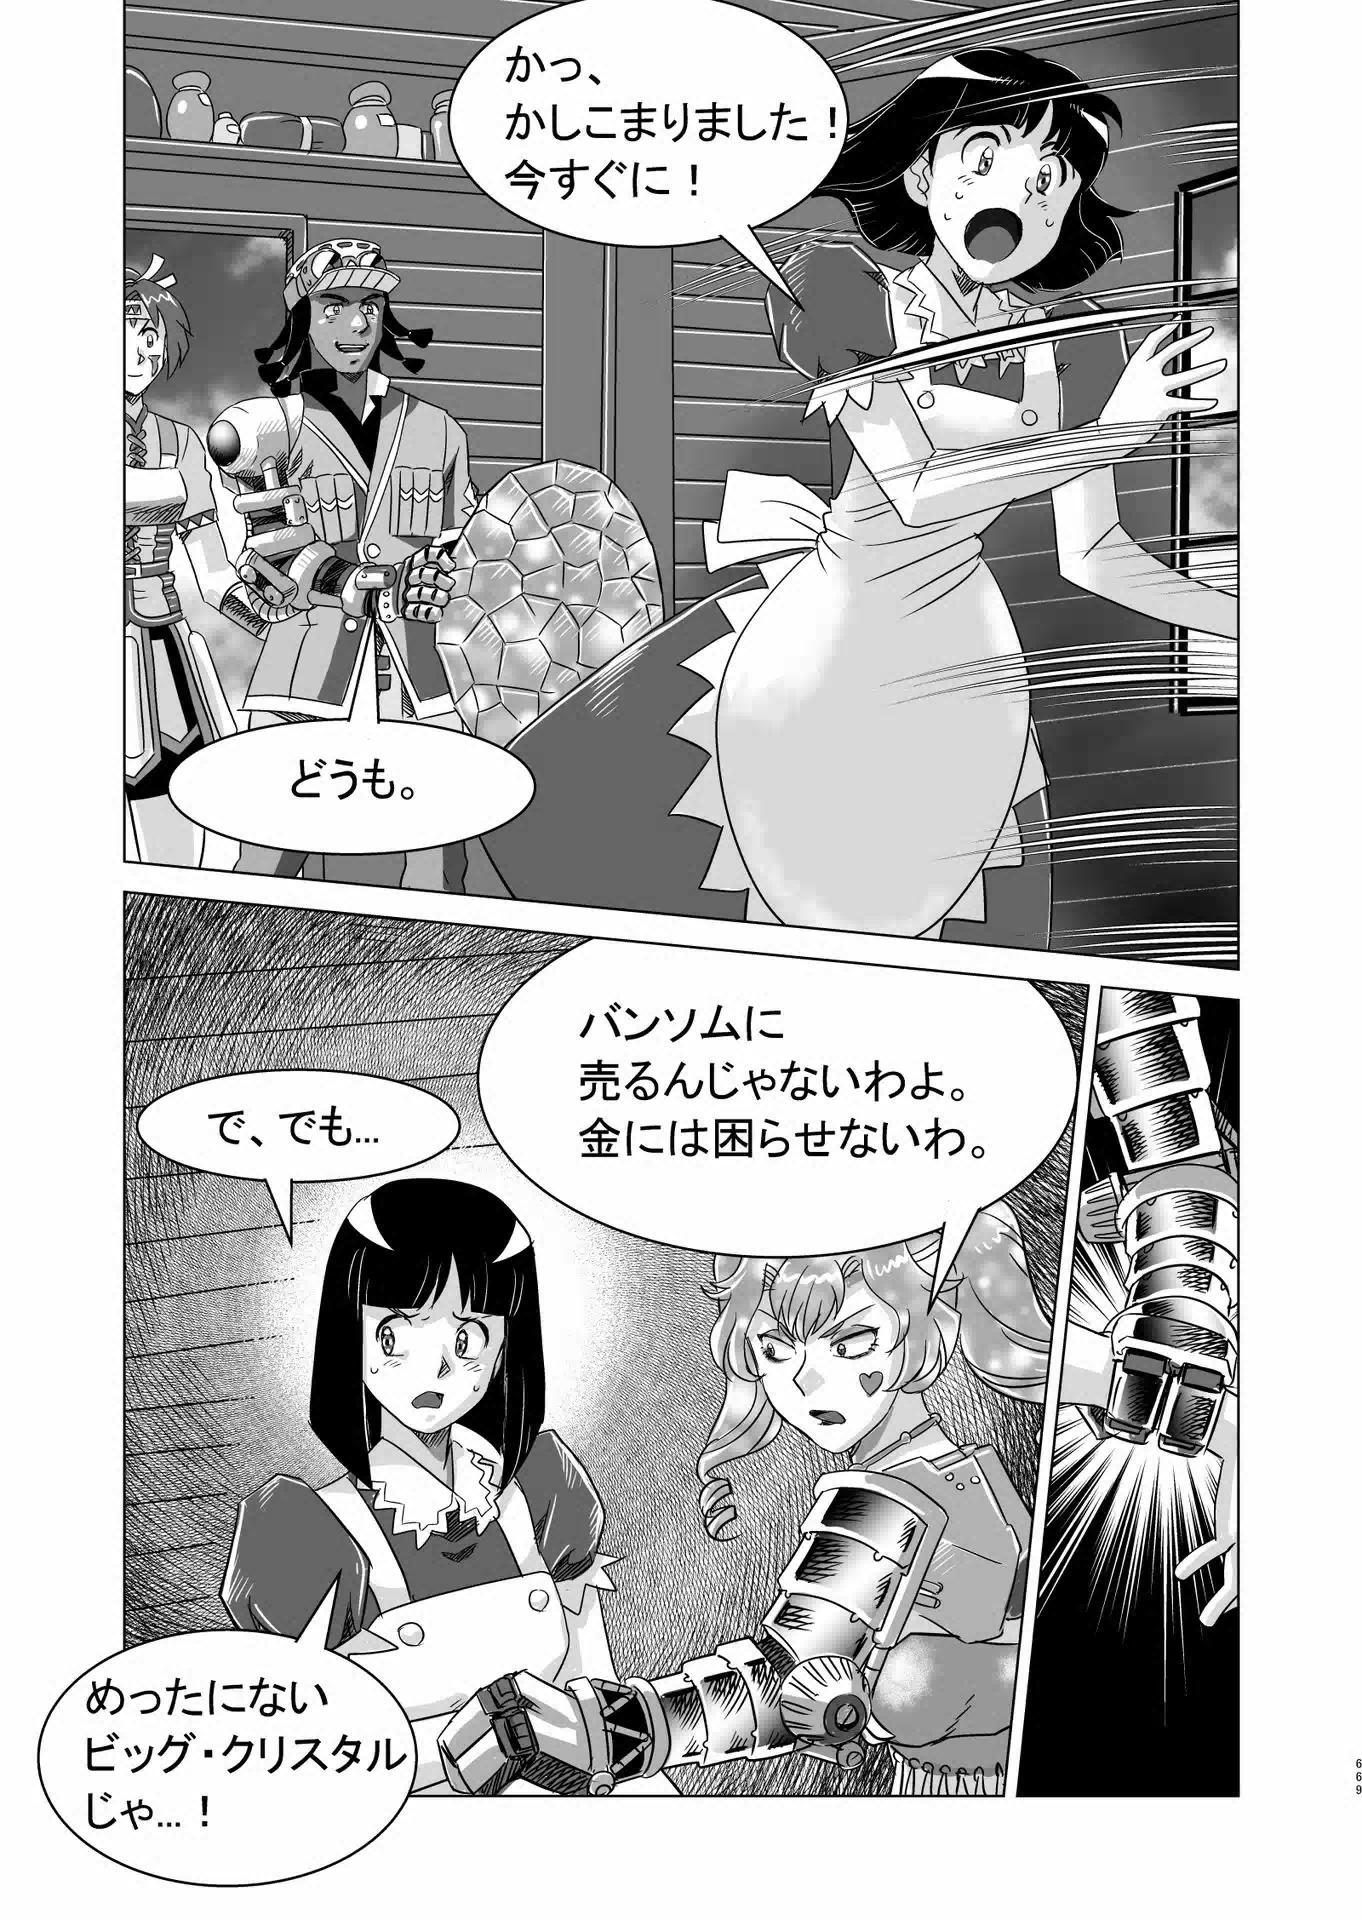 かっ、
かしこまりました！
今すぐに！
どうも。
バンソムに
売るんじゃないわよ。
金には困らせないわ。
で、でも…
めったにない
ビッグ・クリスタル
じゃ…！
669